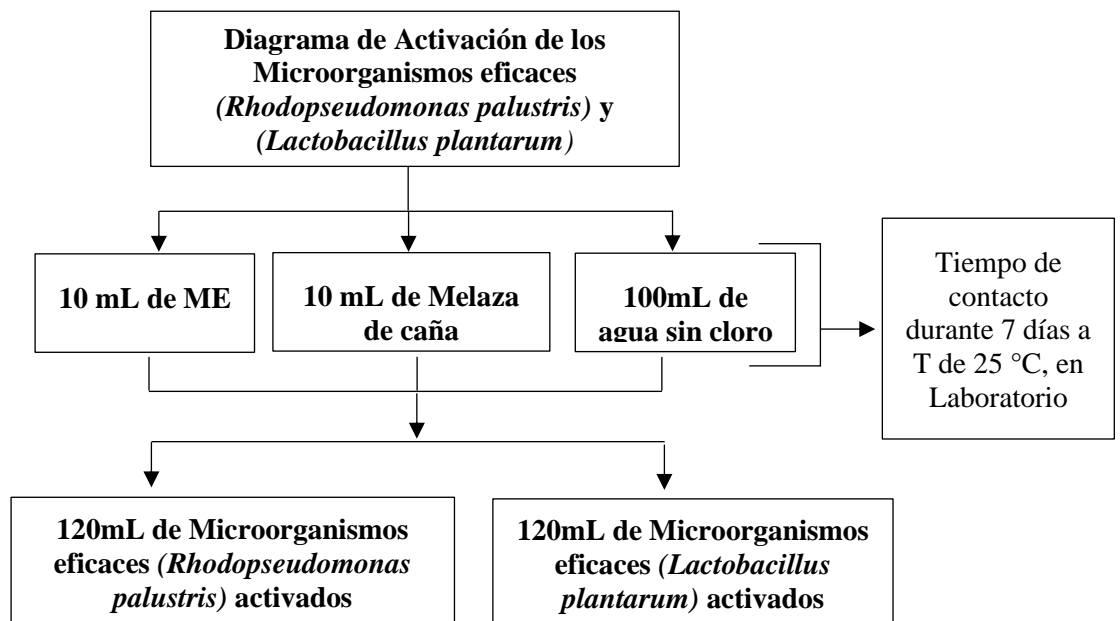 Diagrama de Activación de los
Microorganismos eficaces
(Rhodopseudomonas palustris) y
(Lactobacillus plantarum)
10 mL de ME
10 mL de Melaza
de caña
100mL de
agua sin cloro
Tiempo de
contacto
durante 7 días a
T de 25 °C, en
Laboratorio
120mL de Microorganismos
eficaces (Rhodopseudomonas
palustris) activados
120mL de Microorganismos
eficaces (Lactobacillus
plantarum) activados